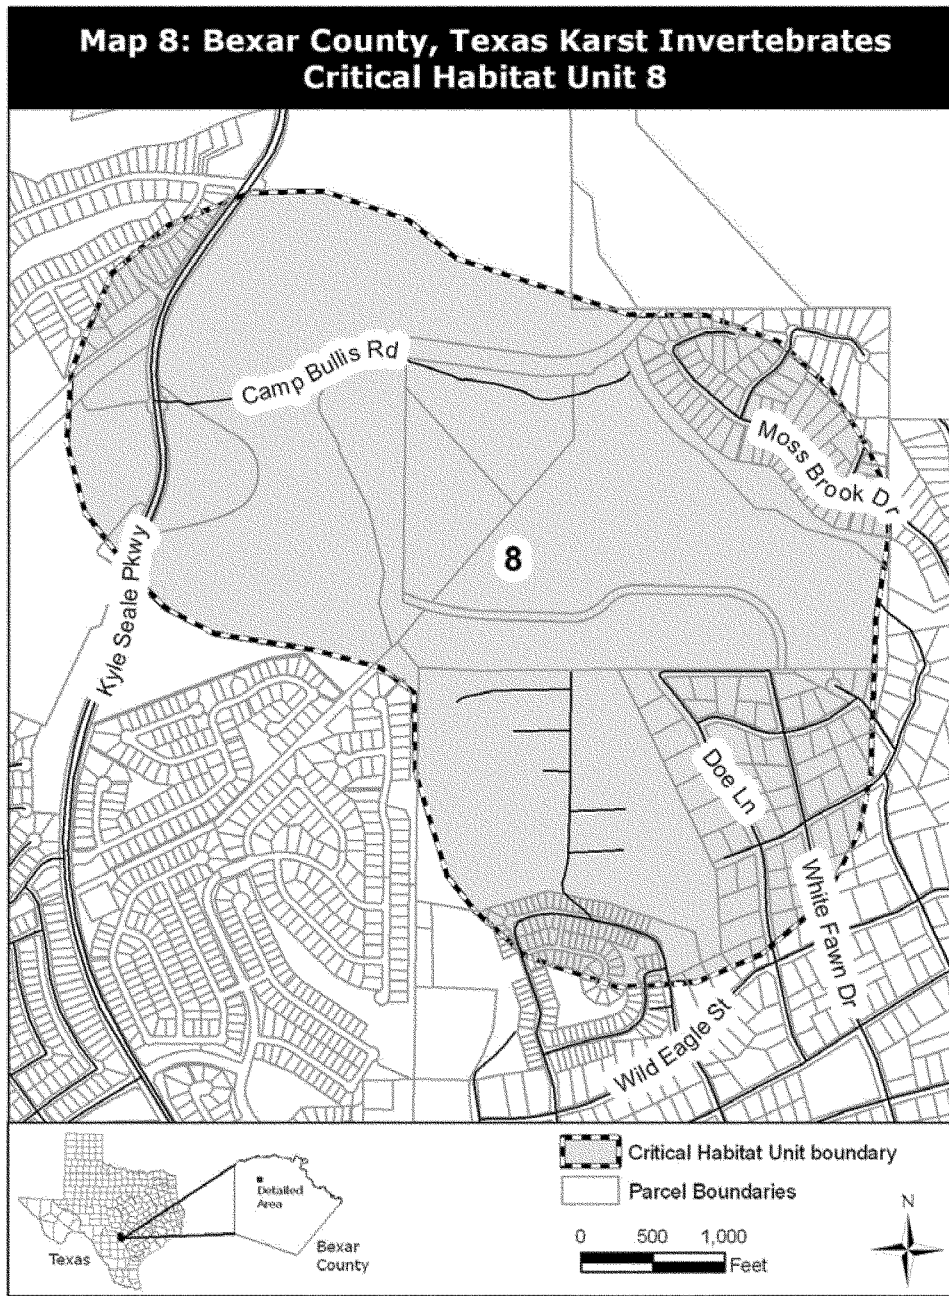 Map 8: Bexar County, Texas Karst Invertebrates
Critical Habitat Unit 8
Camp Bullis Rd
Moss Brook Dr
8
Kyle Seale Pkwy
Doe Ln
White Fawn Dr
Wild Eagle St
Texas
Detailed
Area
Bexar
County
Critical Habitat Unit boundary
Parcel Boundaries
0 500 1,000
Feet
N